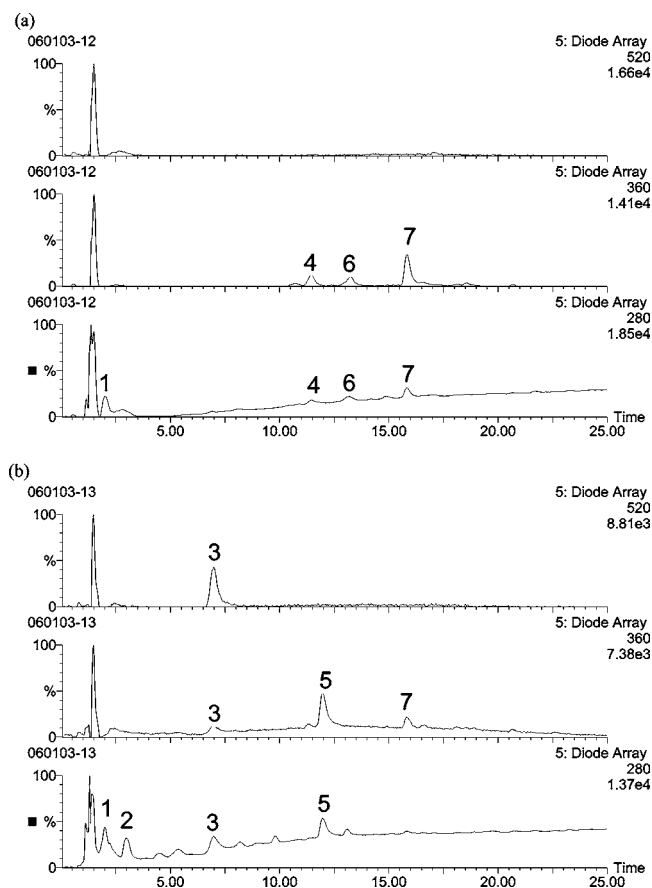 (a)
060103-12 5: Diode Array
520
1.66e4
100
%
0
060103-12 5: Diode Array
360
1.41e4
100
%
0
4 6 7
060103-12 5: Diode Array
280
1.85e4
100
%
0
1 4 6 7
Time
5.00 10.00 15.00 20.00 25.00
(b)
060103-13 5: Diode Array
520
8.81e3
100
%
0
3
060103-13 5: Diode Array
360
7.38e3
100
%
0
3 5 7
060103-13 5: Diode Array
280
1.37e4
100
%
0
1 2 3 5
Time
5.00 10.00 15.00 20.00 25.00